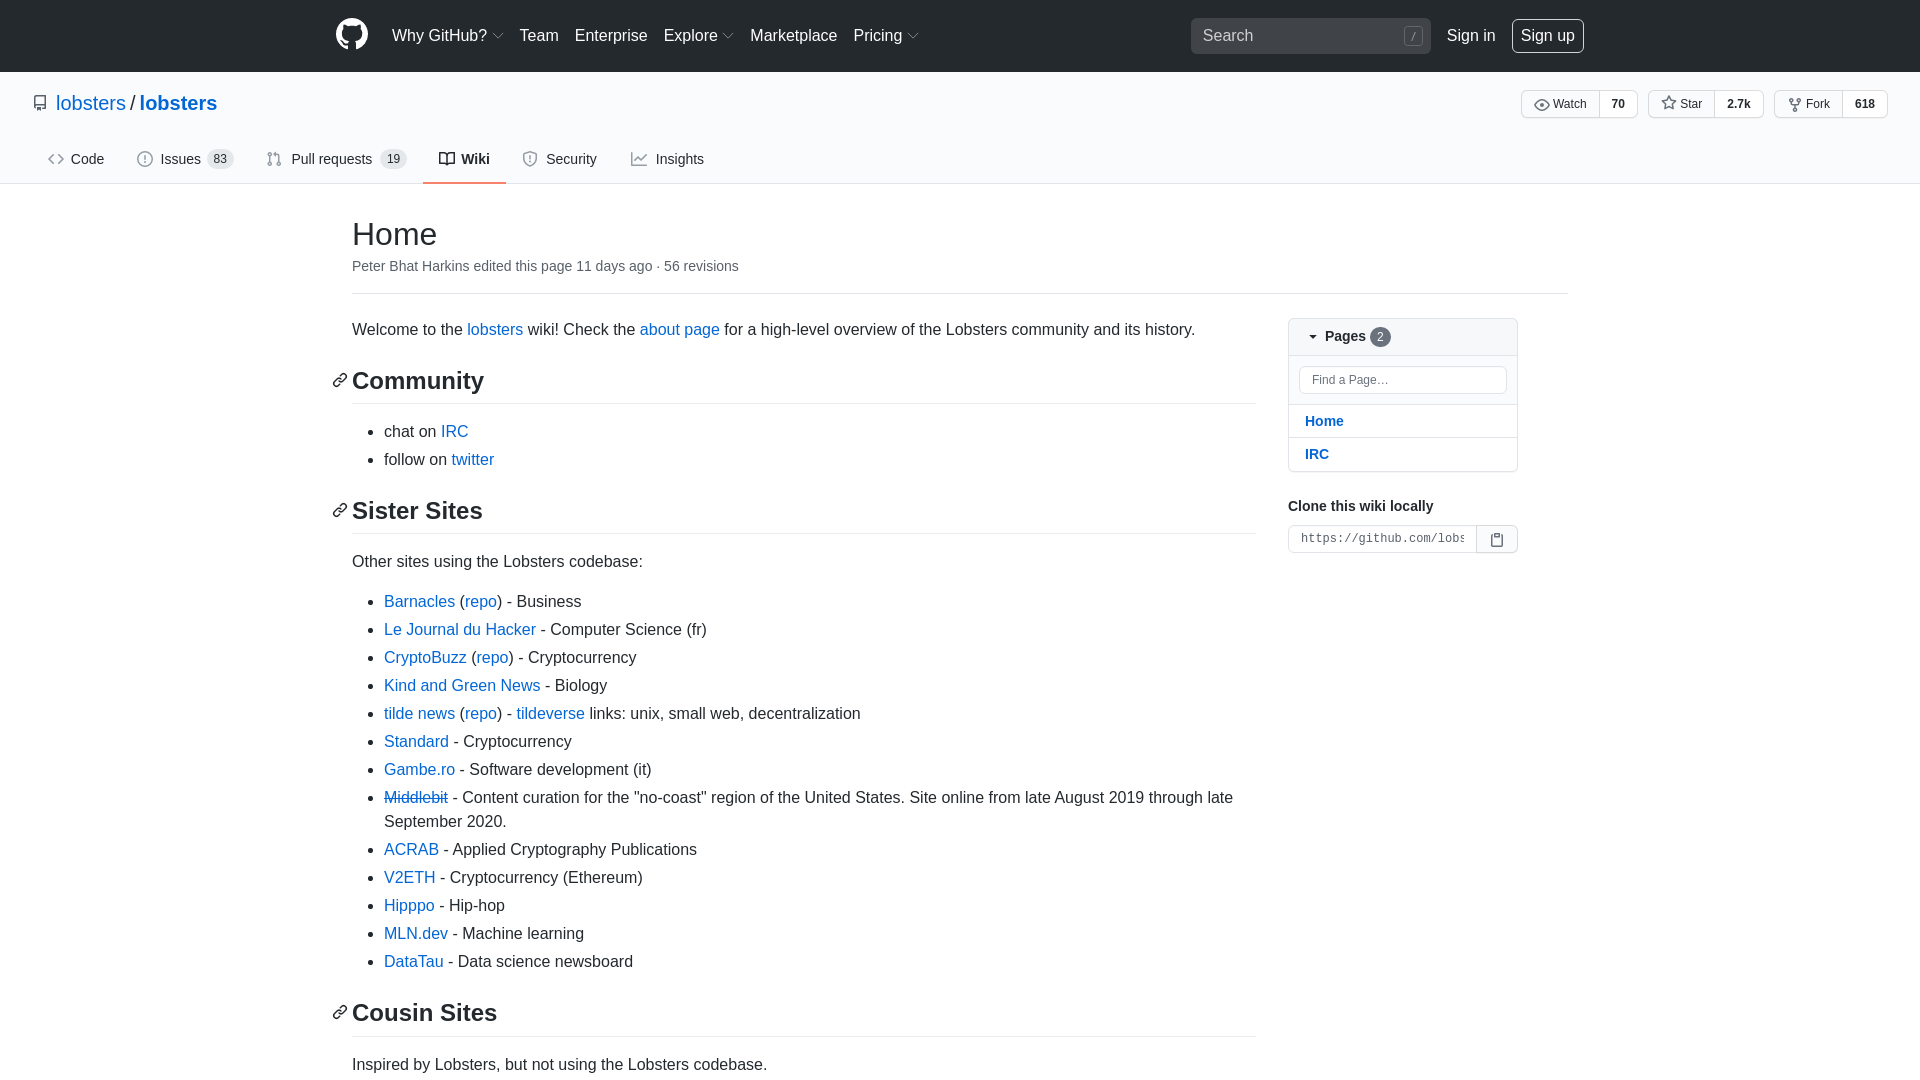 Why GitHub? Team Enterprise Explore Marketplace Pricing Search / Sign in Sign up
lobsters / lobsters Watch 70 Star 2.7k Fork 618
Code Issues 83 Pull requests 19 Wiki Security Insights
Home
Peter Bhat Harkins edited this page 11 days ago · 56 revisions
Welcome to the lobsters wiki! Check the about page for a high-level overview of the Lobsters community and its history.
Community
• chat on IRC
• follow on twitter
Sister Sites
Other sites using the Lobsters codebase:
• Barnacles (repo) - Business
• Le Journal du Hacker - Computer Science (fr)
• CryptoBuzz (repo) - Cryptocurrency
• Kind and Green News - Biology
• tilde news (repo) - tildeverse links: unix, small web, decentralization
• Standard - Cryptocurrency
• Gambe.ro - Software development (it)
• Middlebit - Content curation for the "no-coast" region of the United States. Site online from late August 2019 through late
September 2020.
• ACRAB - Applied Cryptography Publications
• V2ETH - Cryptocurrency (Ethereum)
• Hipppo - Hip-hop
• MLN.dev - Machine learning
• DataTau - Data science newsboard
Cousin Sites
Inspired by Lobsters, but not using the Lobsters codebase.
Pages 2
Find a Page…
Home
IRC
Clone this wiki locally
https://github.com/lobs